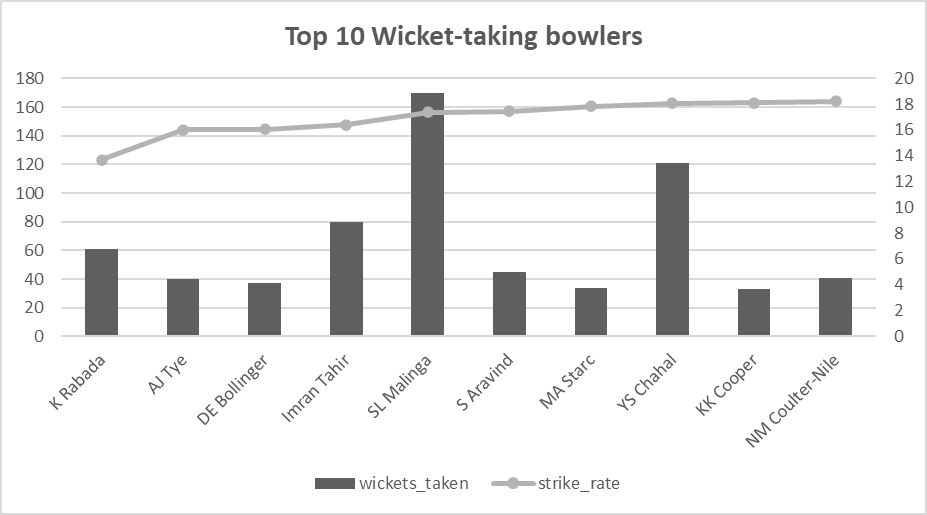 Top 10 Wicket-taking bowlers
180
160
140
120
100
80
60
40
20
0
20
18
16
14
12
10
8
6
4
2
0
K Rabada
AJ Tye
DE Bollinger
Imran Tahir
SL Malinga
S Aravind
MA Starc
YS Chahal
KK Cooper
NM Coulter-Nile
wickets_taken
strike_rate